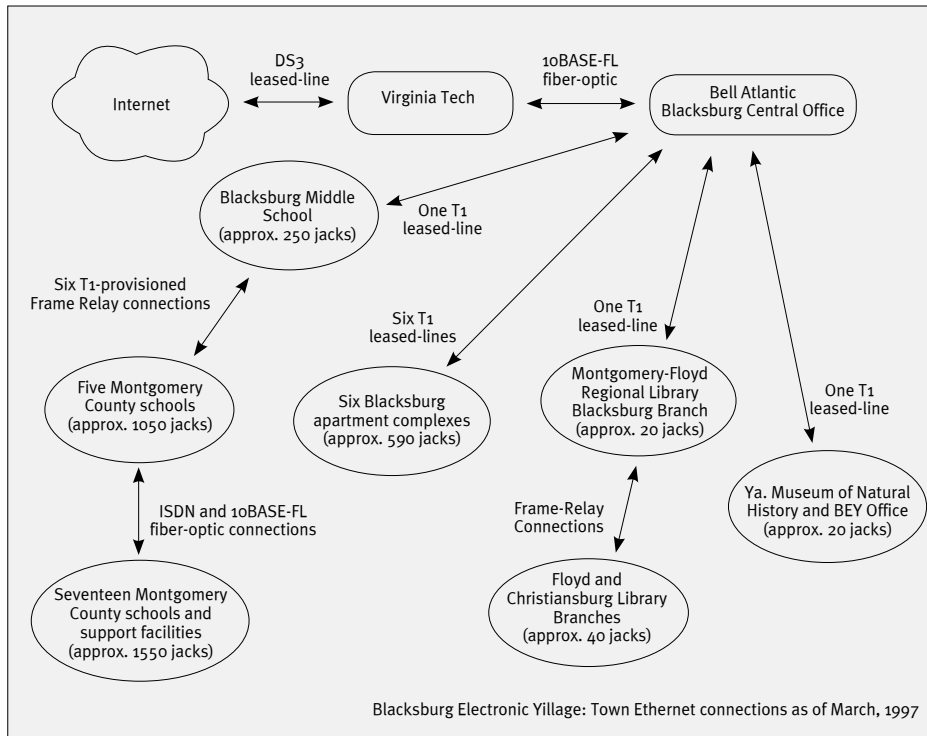 DS3
leased-line
10BASE-FL
fiber-optic
Internet
Virginia Tech
Bell Atlantic
Blacksburg Central Office
Blacksburg Middle
School
(approx. 250 jacks)
One T1
leased-line
Six T1-provisioned
Frame Relay connections
Six T1
leased-lines
One T1
leased-line
One T1
leased-line
Five Montgomery
County schools
(approx. 1050 jacks)
Six Blacksburg
apartment complexes
(approx. 590 jacks)
Montgomery-Floyd
Regional Library
Blacksburg Branch
(approx. 20 jacks)
Ya. Museum of Natural
History and BEY Office
(approx. 20 jacks)
ISDN and 10BASE-FL
fiber-optic connections
Frame-Relay
Connections
Seventeen Montgomery
County schools and
support facilities
(approx. 1550 jacks)
Floyd and
Christiansburg Library
Branches
(approx. 40 jacks)
Blacksburg Electronic Yillage: Town Ethernet connections as of March, 1997